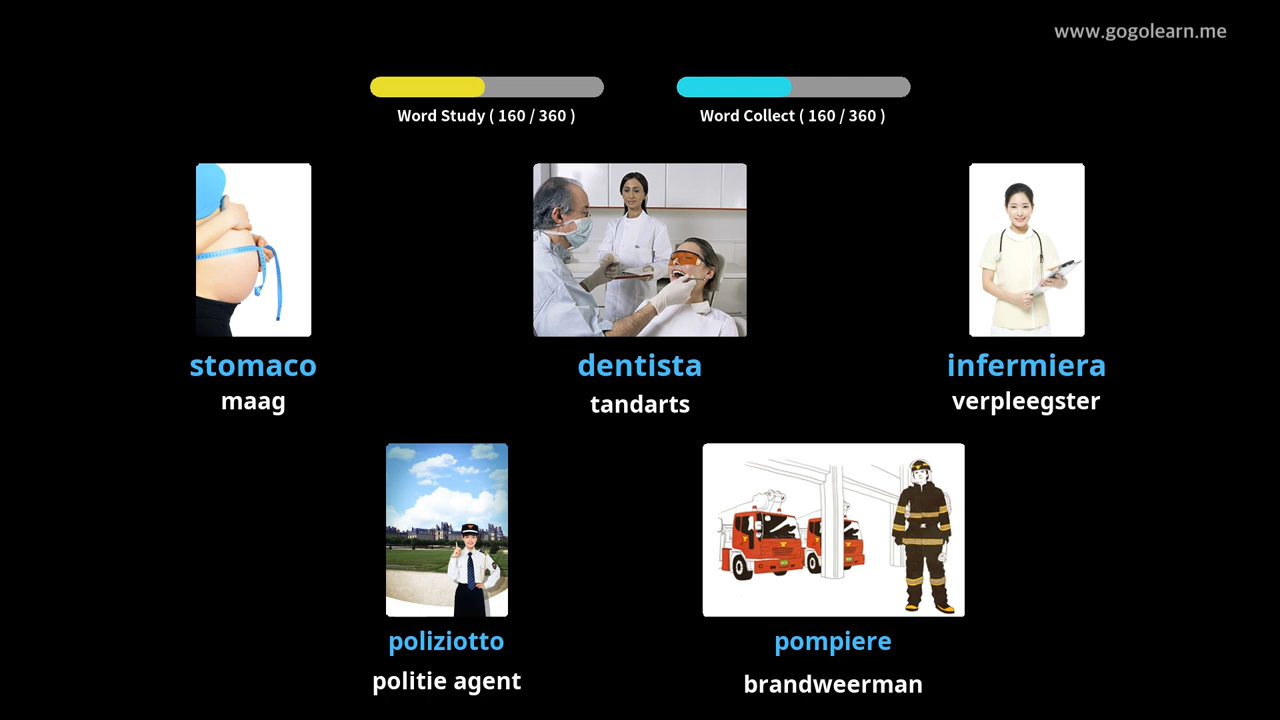 www.gogolearn.me
Word Study ( 160 / 360 )
Word Collect ( 160 / 360 )
stomaco
maag
dentista
tandarts
infermiera
verpleegster
poliziotto
politie agent
pompiere
brandweerman